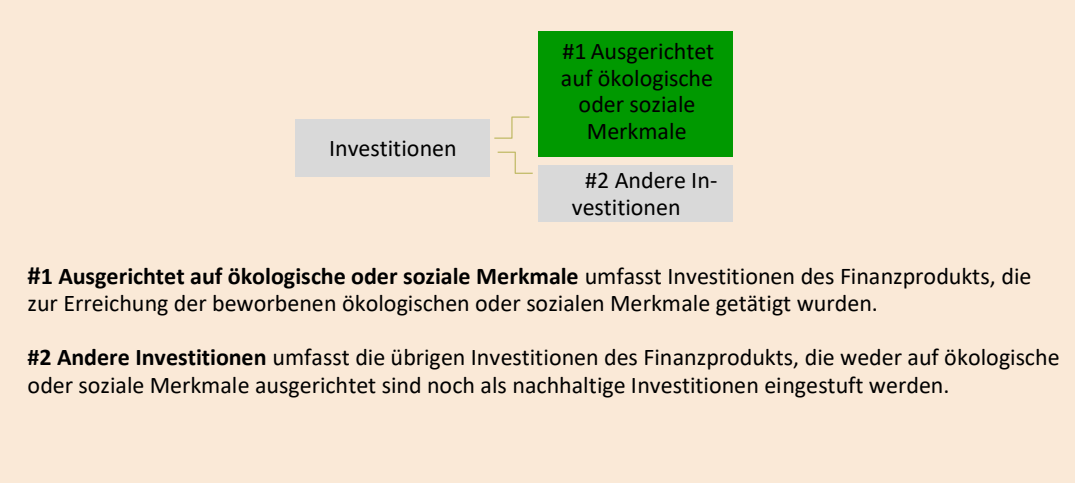 #1 Ausgerichtet
auf ökologische
oder soziale
Merkmale
Investitionen
#2 Andere In-
vestitionen
#1 Ausgerichtet auf ökologische oder soziale Merkmale umfasst Investitionen des Finanzprodukts, die
zur Erreichung der beworbenen ökologischen oder sozialen Merkmale getätigt wurden.
#2 Andere Investitionen umfasst die übrigen Investitionen des Finanzprodukts, die weder auf ökologische
oder soziale Merkmale ausgerichtet sind noch als nachhaltige Investitionen eingestuft werden.